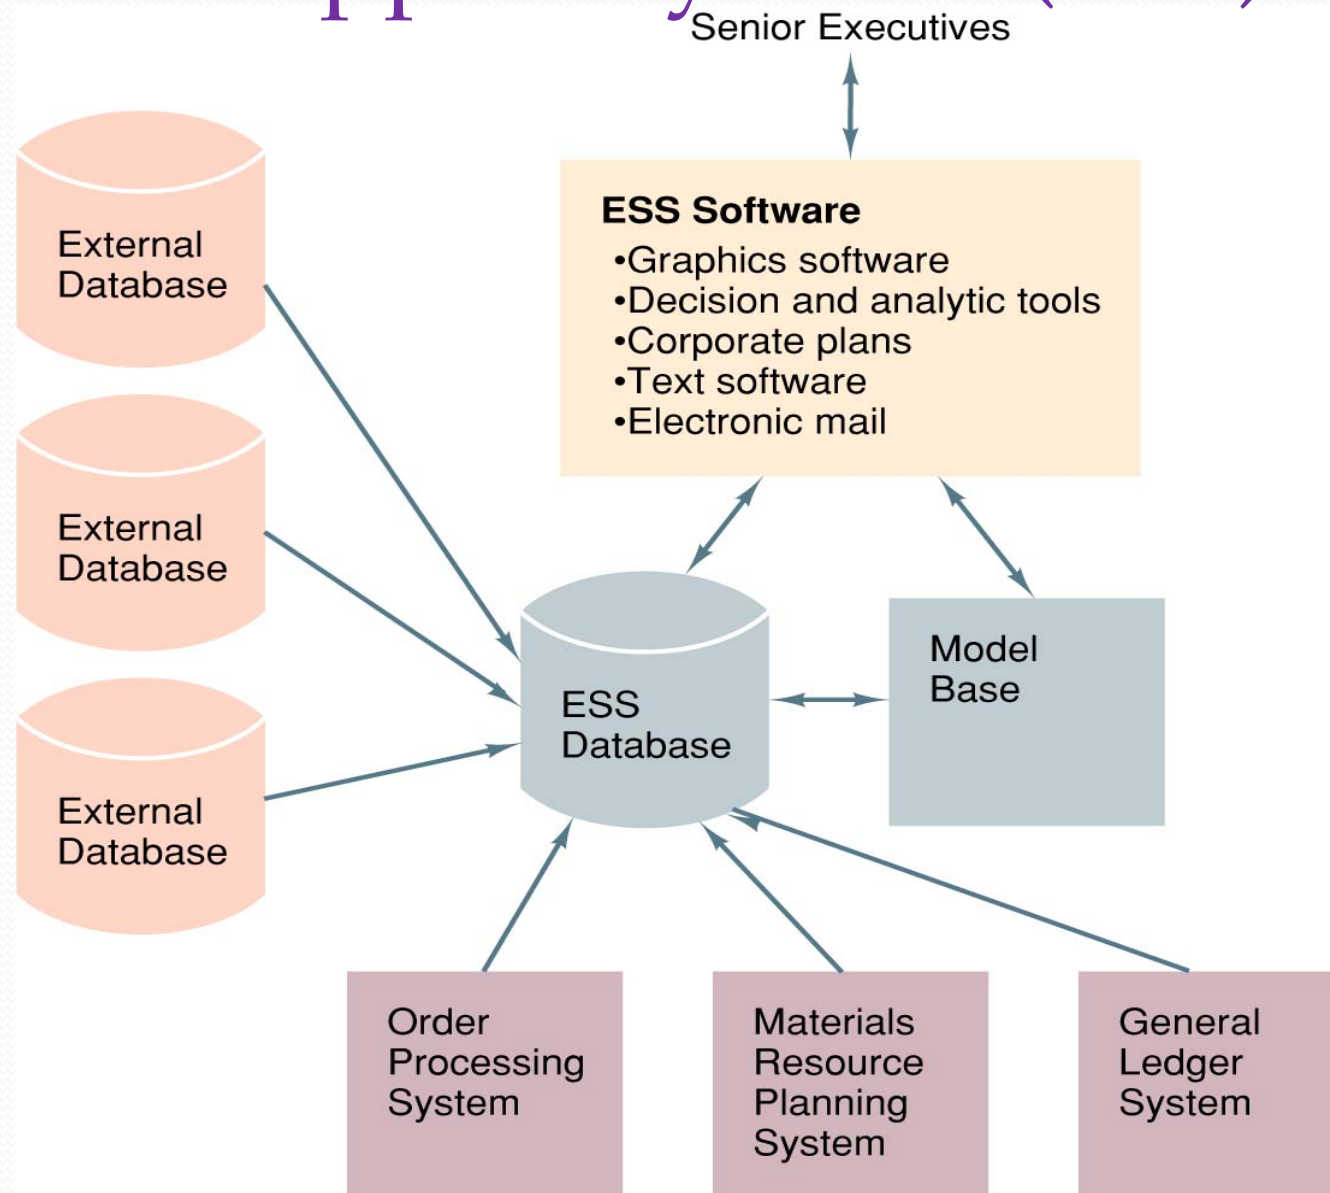 Senior Executives
ESS Software
•Graphics software
•Decision and analytic tools
•Corporate plans
•Text software
•Electronic mail
External
Database
External
Database
External
Database
ESS
Database
Model
Base
Order
Processing
System
Materials
Resource
Planning
System
General
Ledger
System